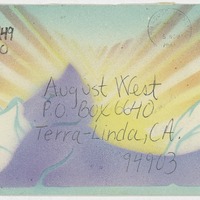 August West
P.O. Box 6640
Terra-Linda, CA.
94903